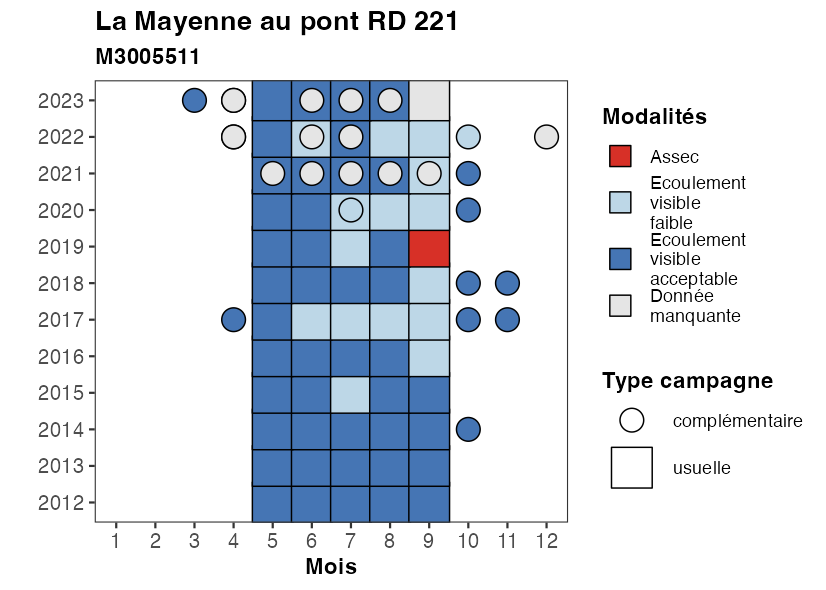 La Mayenne au pont RD 221
M3005511
2023
2022
2021
2020
2019
2018
2017
2016
2015
2014
2013
2012
1 2 3 4 5 6 7 8 9 10 11 12
Mois
Modalités
Assec
Ecoulement
visible
faible
Ecoulement
visible
acceptable
Donnée
manquante
Type campagne
complémentaire
usuelle